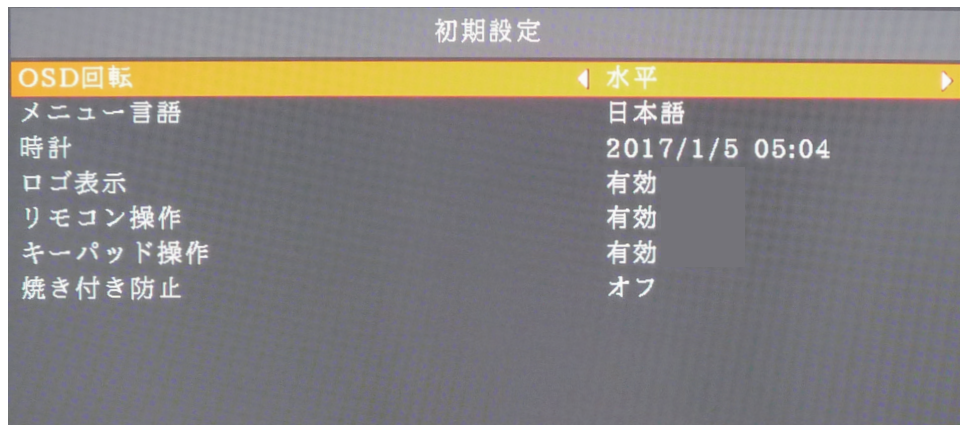 初期設定
OSD回転 水平
メニュー言語 日本語
時計 2017/1/5 05:04
ロゴ表示 有効
リモコン操作 有効
キーパッド操作 有効
焼き付き防止 オフ